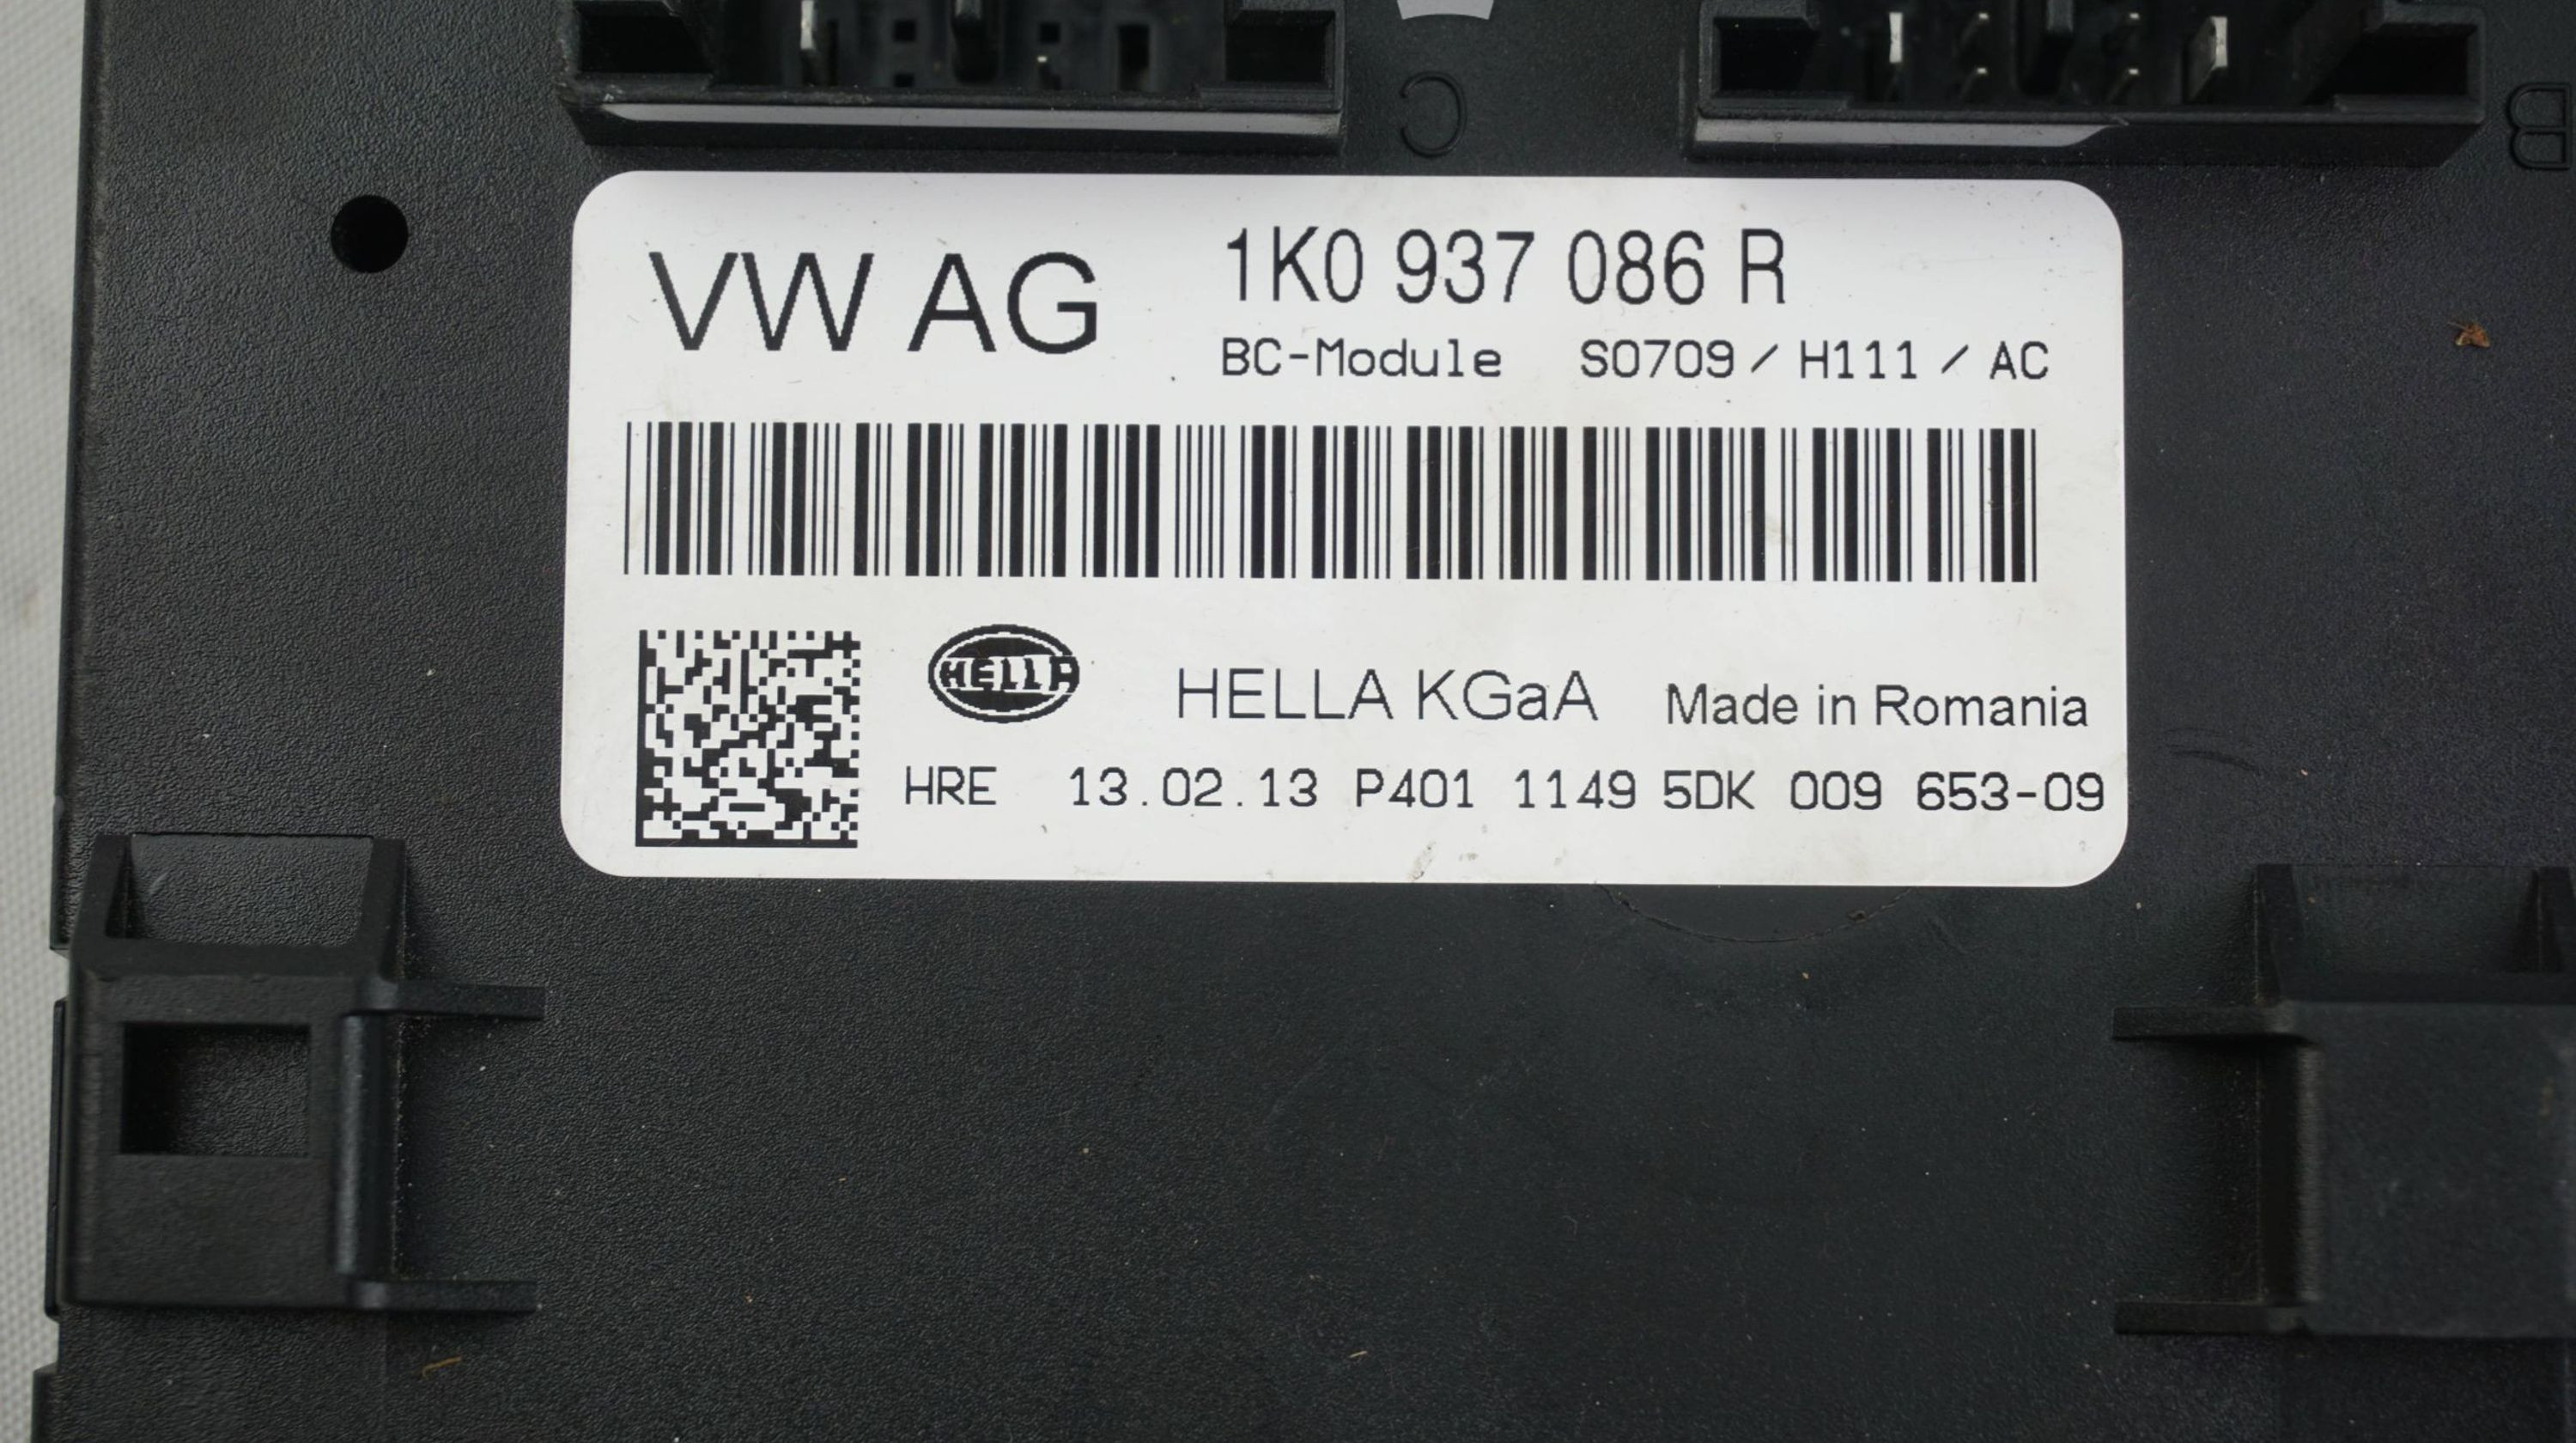 C
B
VW AG 1K0 937 086 R
BC-Module S0709 / H111 / AC
HELLA HELLA KGaA Made in Romania
HRE 13.02.13 P401 1149 5DK 009 653-09